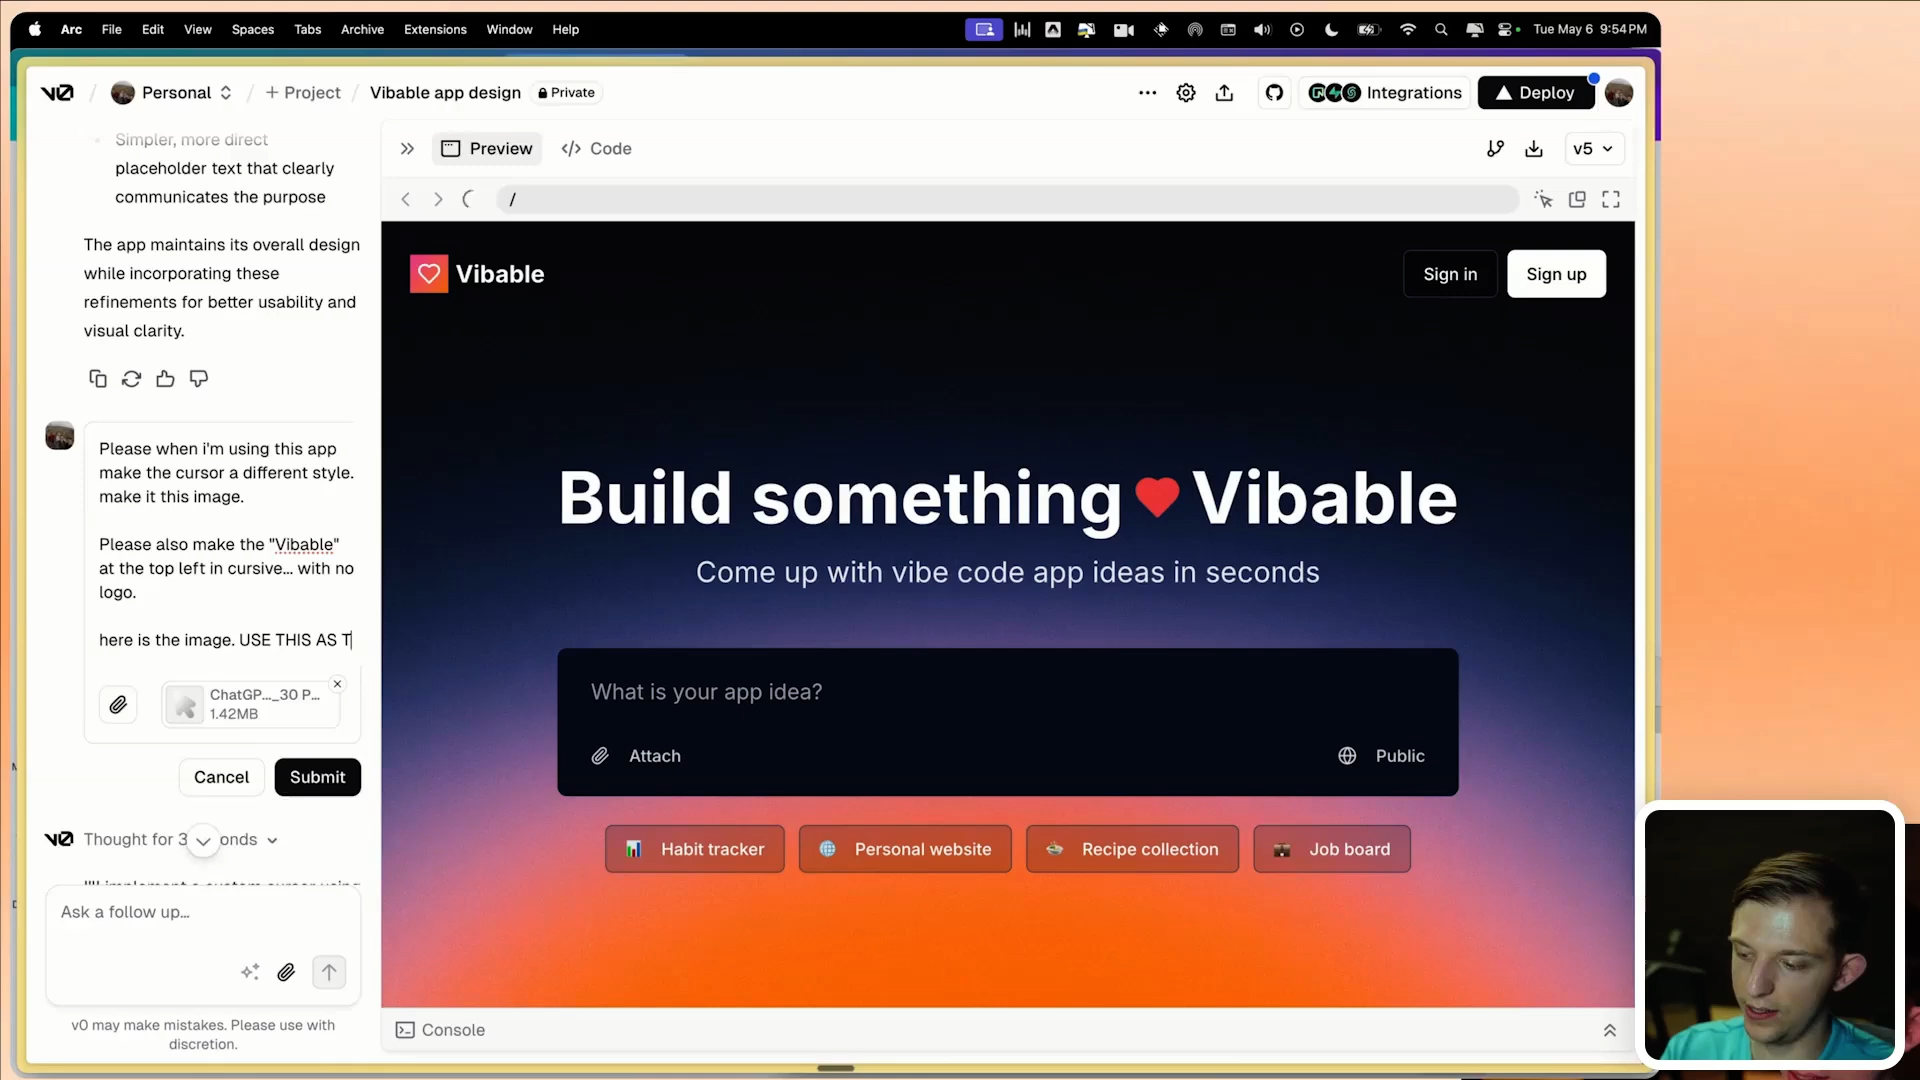 Arc File Edit View Spaces Tabs Archive Extensions Window Help
Tue May 6 9:54PM
v0 / Personal / + Project / Vibable app design Private
Integrations Deploy
Simpler, more direct
placeholder text that clearly
communicates the purpose
The app maintains its overall design
while incorporating these
refinements for better usability and
visual clarity.
Please when i'm using this app
make the cursor a different style.
make it this image.
Please also make the "Vibable"
at the top left in cursive... with no
logo.
here is the image. USE THIS AS T
ChatGP..._30 P...
1.42MB
Cancel Submit
v0 Thought for 3
onds
Ask a follow up...
v0 may make mistakes. Please use with
discretion.
Preview Code
v5
/
Vibable
Sign in Sign up
Build something Vibable
Come up with vibe code app ideas in seconds
What is your app idea?
Attach Public
Habit tracker Personal website Recipe collection Job board
Console